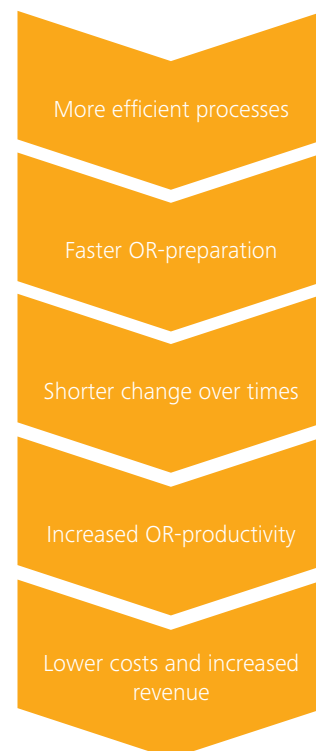 More efficient processes
Faster OR-preparation
Shorter change over times
Increased OR-productivity
Lower costs and increased
revenue